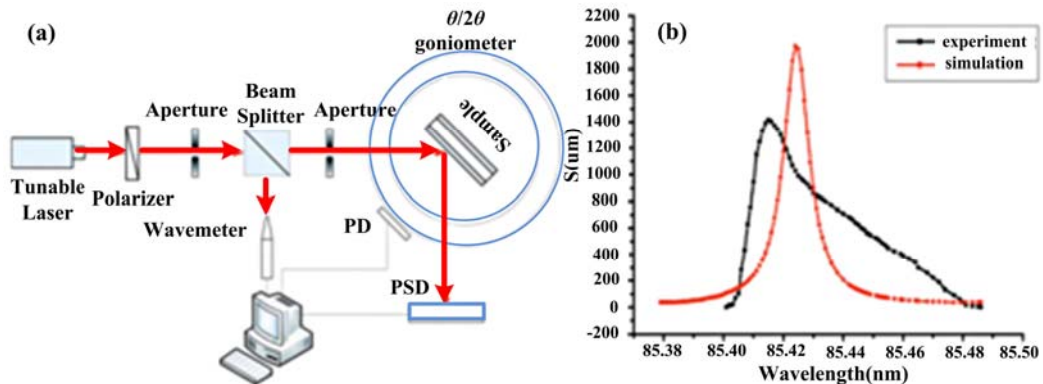 (a)
θ/2θ
goniometer
Beam
Splitter
Aperture
Aperture
Sample
Tunable
Laser
Polarizer
Wavemeter
PD
PSD
(b)
experiment
simulation
S(um)
2200
2000
1800
1600
1400
1200
1000
800
600
400
200
0
-200
85.38 85.40 85.42 85.44 85.46 85.48 85.50
Wavelength(nm)